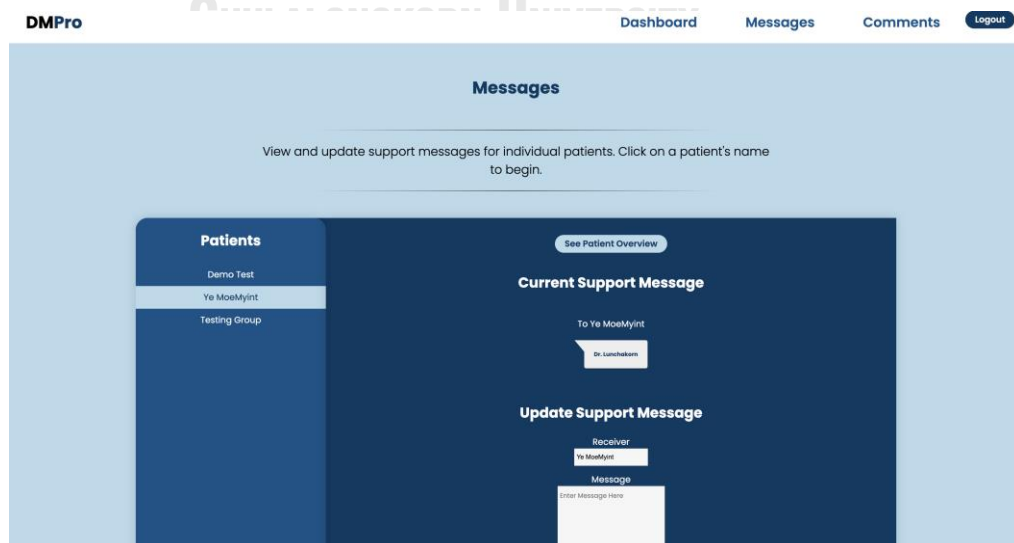 CHULALONGKORN UNIVERSITY
DMPro
Dashboard
Messages
Comments
Logout
Messages
View and update support messages for individual patients. Click on a patient's name
to begin.
Patients
Demo Test
Ye MoeMyint
Testing Group
See Patient Overview
Current Support Message
To Ye MoeMyint
Dr. Lunchakorn
Update Support Message
Receiver
Ye MoeMyint
Message
Enter Message Here